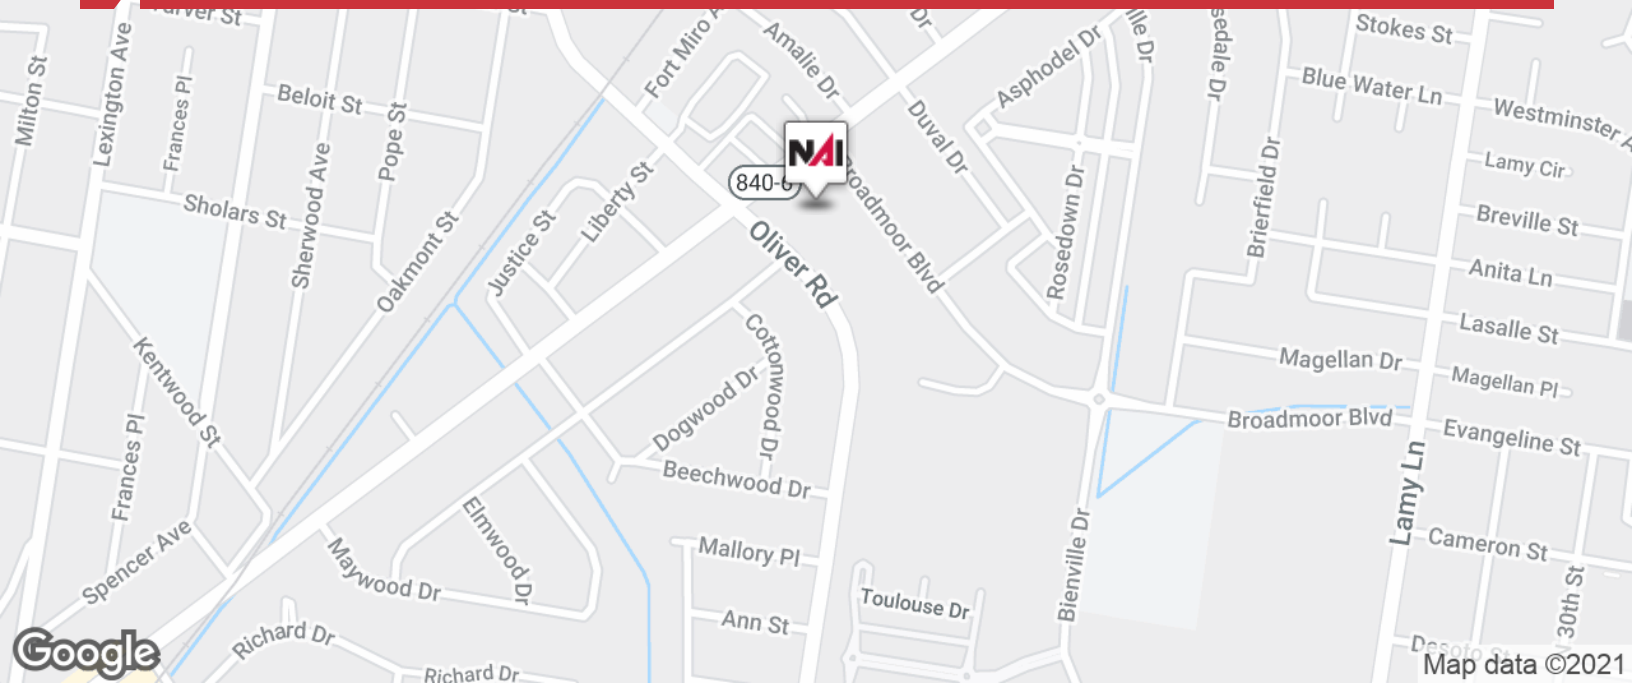 Stokes St
Lexington Ave
Milton St
Frances Pl
Beloit St
Pope St
Fort Miro
Amalie Dr
Dr
Asphodel Dr
Blue Water Ln
Westminster
NAI
840-6
Duval Dr
Lamy Cir
Sholars St
Sherwood Ave
Oakmont St
Justice St
Liberty St
Oliver Rd
Broadmoor Blvd
Rosedown Dr
Brierfield Dr
Breville St
Anita Ln
Kentwood St
Cottonwood Dr
Dogwood Dr
Lasalle St
Magellan Dr
Magellan Pl
Broadmoor Blvd
Evangeline St
Frances Pl
Beechwood Dr
Lamy Ln
Elmwood Dr
Spencer Ave
Maywood Dr
Mallory Pl
Bienville Dr
Cameron St
Toulouse Dr
Ann St
N 30th St
Richard Dr
Richard Dr
Desoto St
Google
Map data ©2021